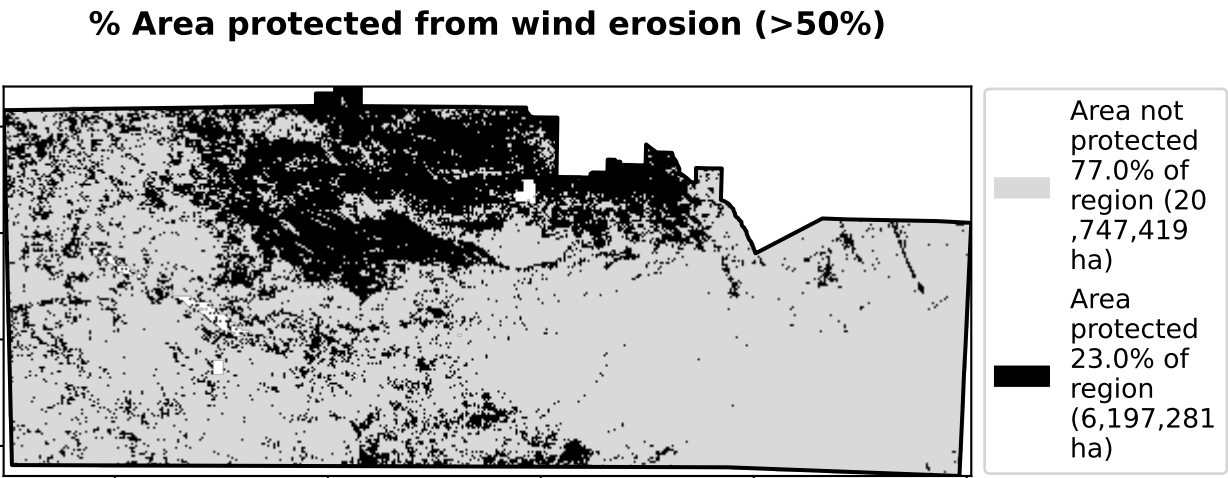 % Area protected from wind erosion (>50%)
Area not
protected
77.0% of
region (20
,747,419
ha)
Area
protected
23.0% of
region
(6,197,281
ha)